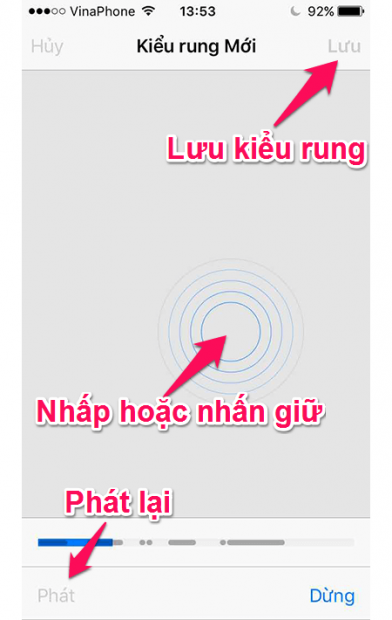 VinaPhone 13:53 92%
Hủy Kiểu rung Mới Lưu
Lưu kiểu rung
Nhấp hoặc nhấn giữ
Phát lại
Phát Dừng